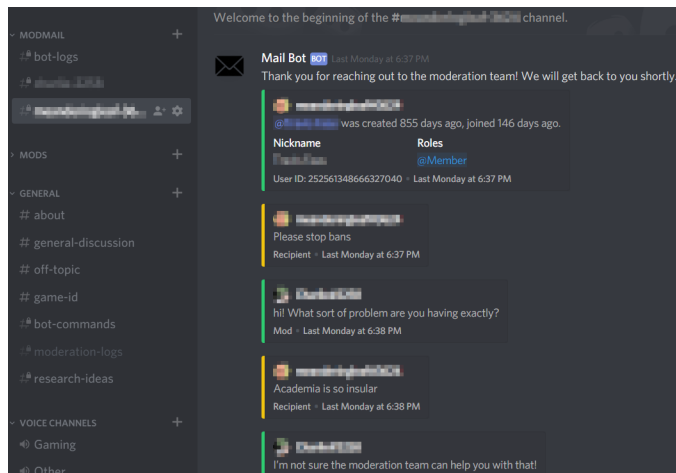 MODMAIL
bot-logs
MODS
GENERAL
# about
# general-discussion
# off-topic
# game-id
bot-commands
moderation-logs
research-ideas
VOICE CHANNELS
Gaming
Other
Welcome to the beginning of the # channel.
Mail Bot BOT Last Monday at 6:37 PM
Thank you for reaching out to the moderation team! We will get back to you shortly.
@ was created 855 days ago, joined 146 days ago.
Nickname Roles
@Member
User ID: 252561348666327040 • Last Monday at 6:37 PM
Please stop bans
Recipient • Last Monday at 6:37 PM
hi! What sort of problem are you having exactly?
Mod • Last Monday at 6:38 PM
Academia is so insular
Recipient • Last Monday at 6:38 PM
I'm not sure the moderation team can help you with that!